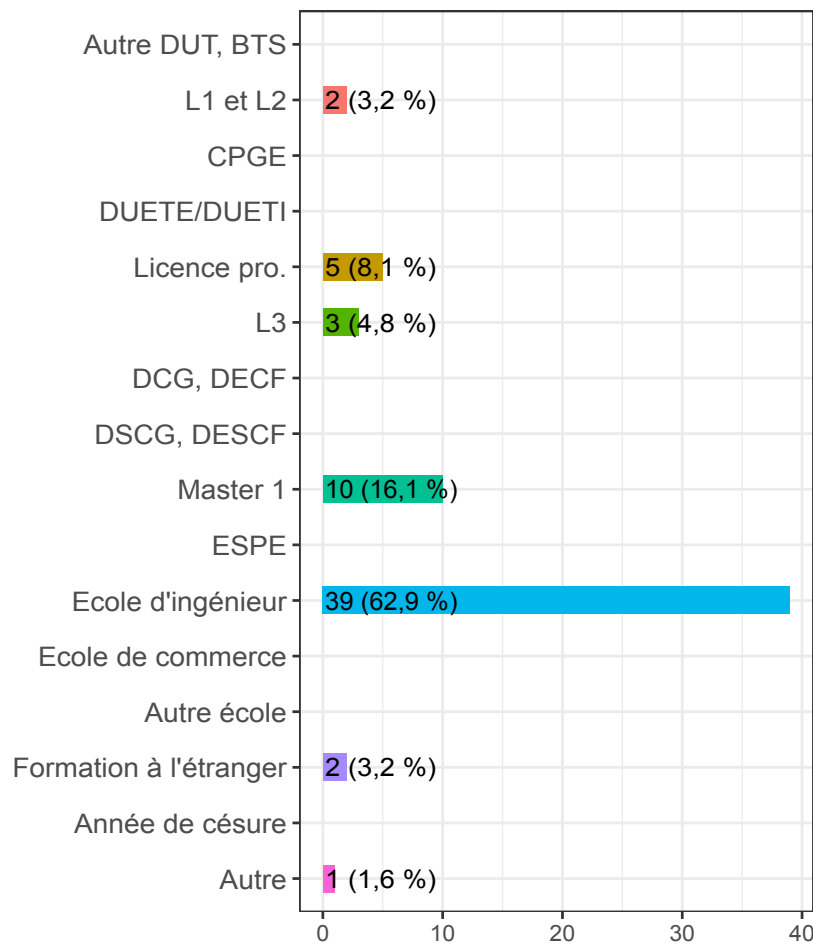 Autre DUT, BTS
L1 et L2 2 (3,2 %)
CPGE
DUETE/DUETI
Licence pro. 5 (8,1 %)
L3 3 (4,8 %)
DCG, DECF
DSCG, DESCF
Master 1 10 (16,1 %)
ESPE
Ecole d'ingénieur 39 (62,9 %)
Ecole de commerce
Autre école
Formation à l'étranger 2 (3,2 %)
Année de césure
Autre 1 (1,6 %)
0 10 20 30 40